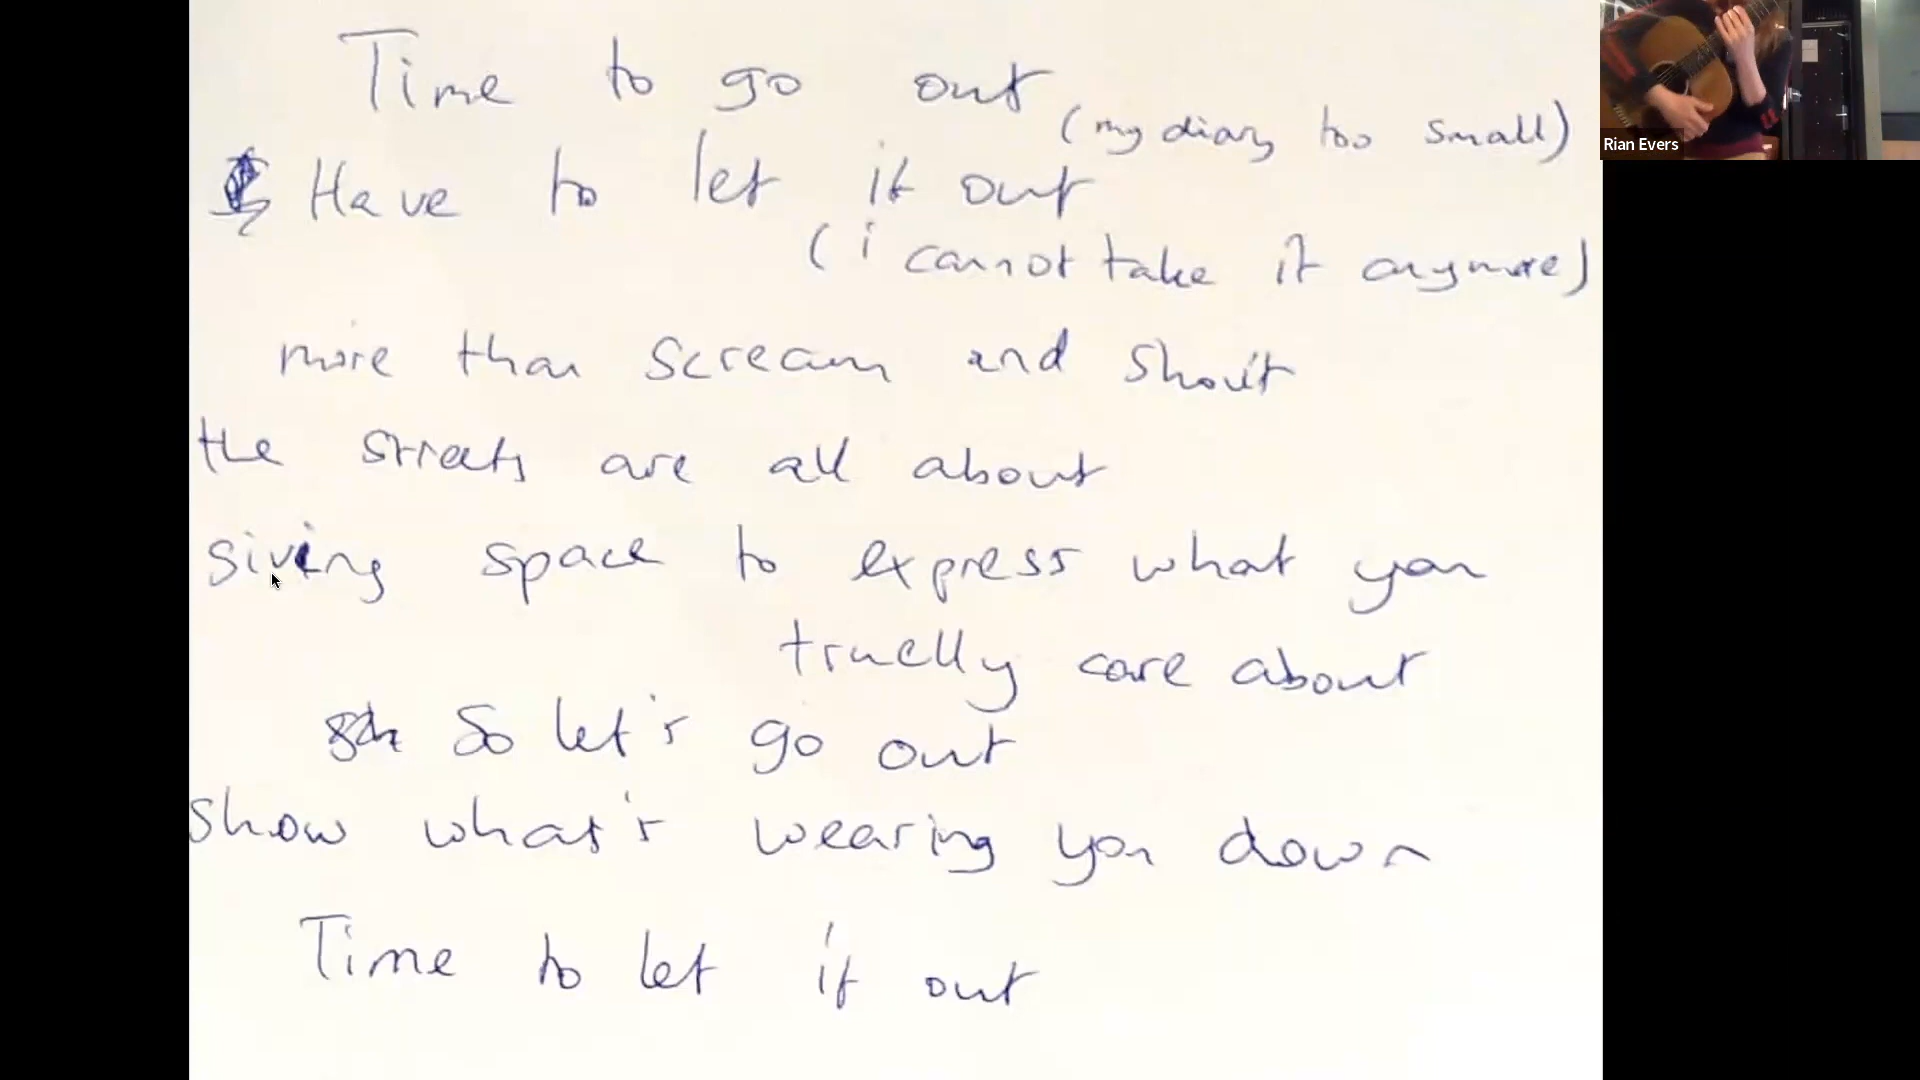 Time to go out
(my diary too small)
Have to let it out
(i cannot take it anymore)
more than scream and shout
the streets are all about
giving space to express what you
truelly care about
So let's go out
show what's wearing you down
Time to let it out
Rian Evers